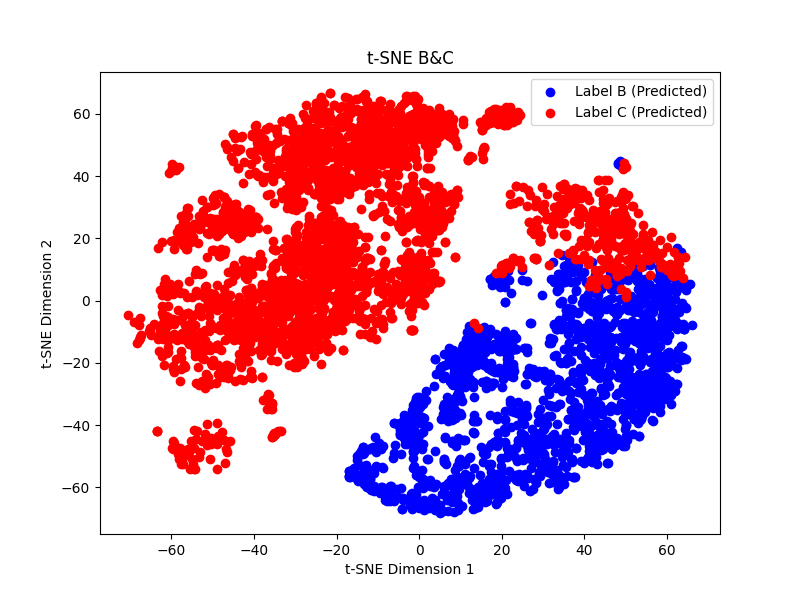 t-SNE B&C
Label B (Predicted)
Label C (Predicted)
60
40
20
0
−20
−40
−60
t-SNE Dimension 2
−60
−40
−20
0
20
40
60
t-SNE Dimension 1